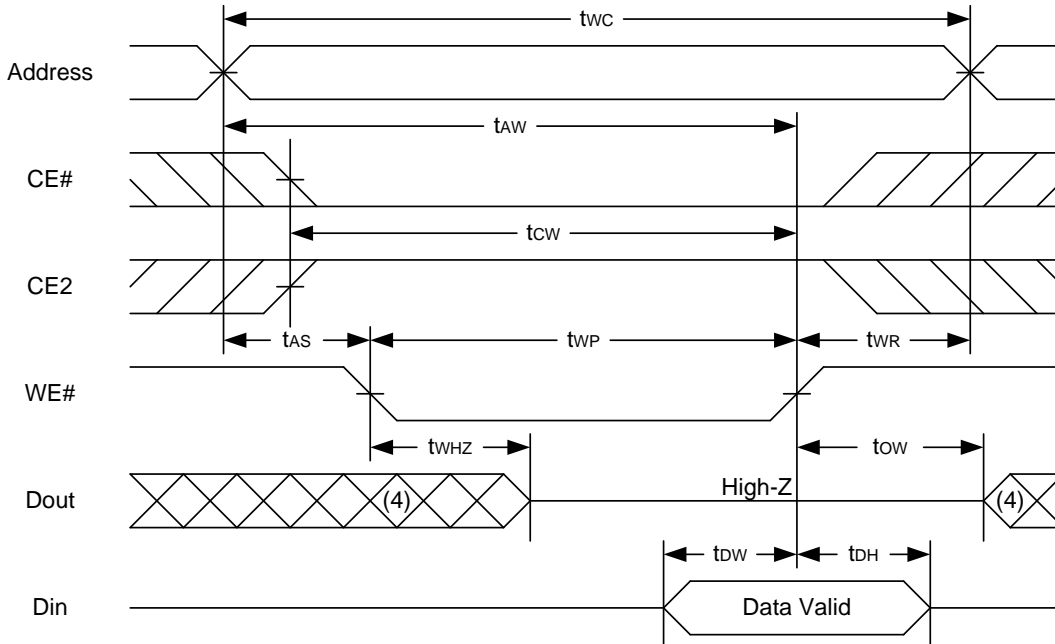 tWC
Address
tAW
CE#
tCW
CE2
tAS tWP tWR
WE#
tWHZ tOW
Dout (4) High-Z (4)
tDW tDH
Din Data Valid